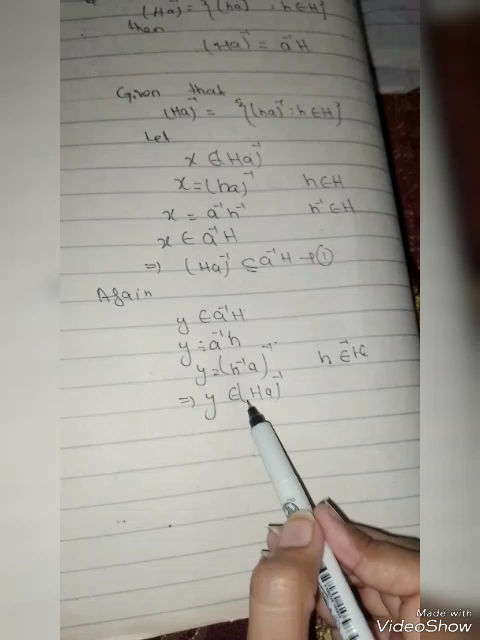 (Ha)⁻¹ = {(ha)⁻¹ : h∈H}
then
(Ha)⁻¹ = a⁻¹H
Given that
(Ha)⁻¹ = {(ha)⁻¹ : h∈H}
Let
x ∈ (Ha)⁻¹
x = (ha)⁻¹ h∈H
x = a⁻¹h⁻¹ h⁻¹∈H
x ∈ a⁻¹H
⇒ (Ha)⁻¹ ⊆ a⁻¹H → ①
Again
y ∈ a⁻¹H
y = a⁻¹h
y = (h⁻¹a)⁻¹ h⁻¹∈H
⇒ y ∈ (Ha)⁻¹
Made with
VideoShow